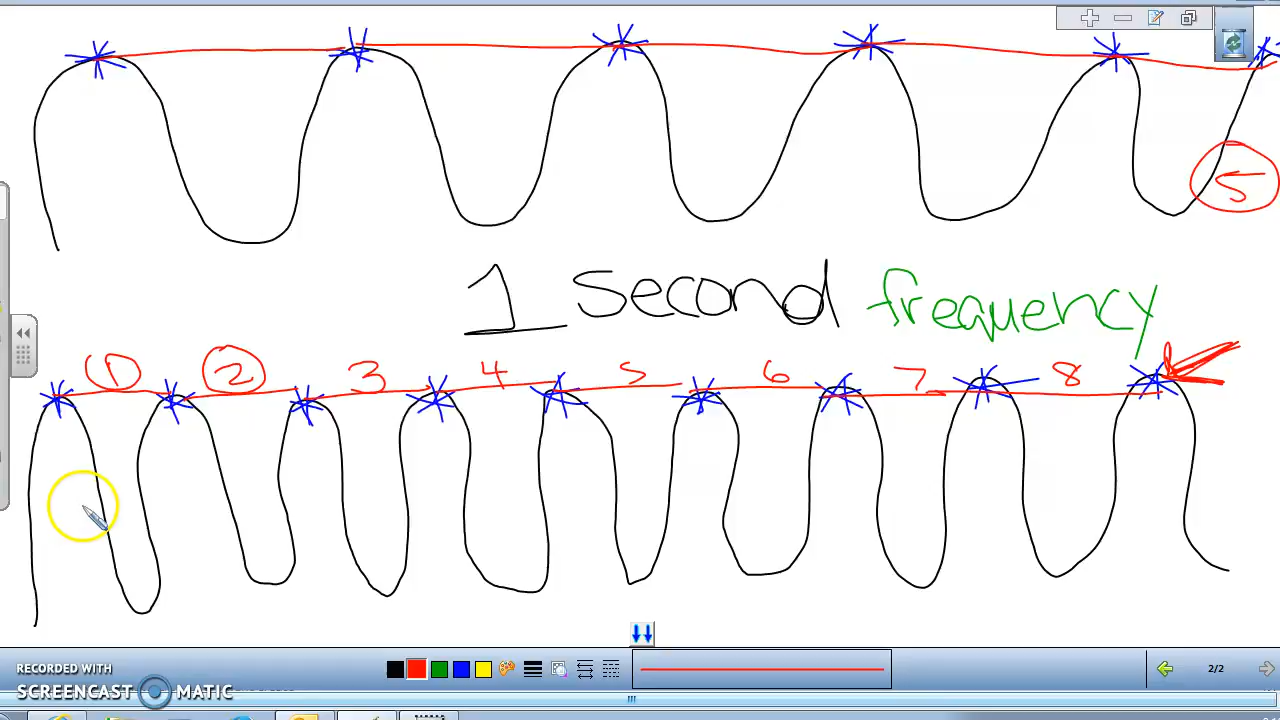 5
1 Second frequency
1 2 3 4 5 6 7 8
2/2
RECORDED WITH
SCREENCAST MATIC